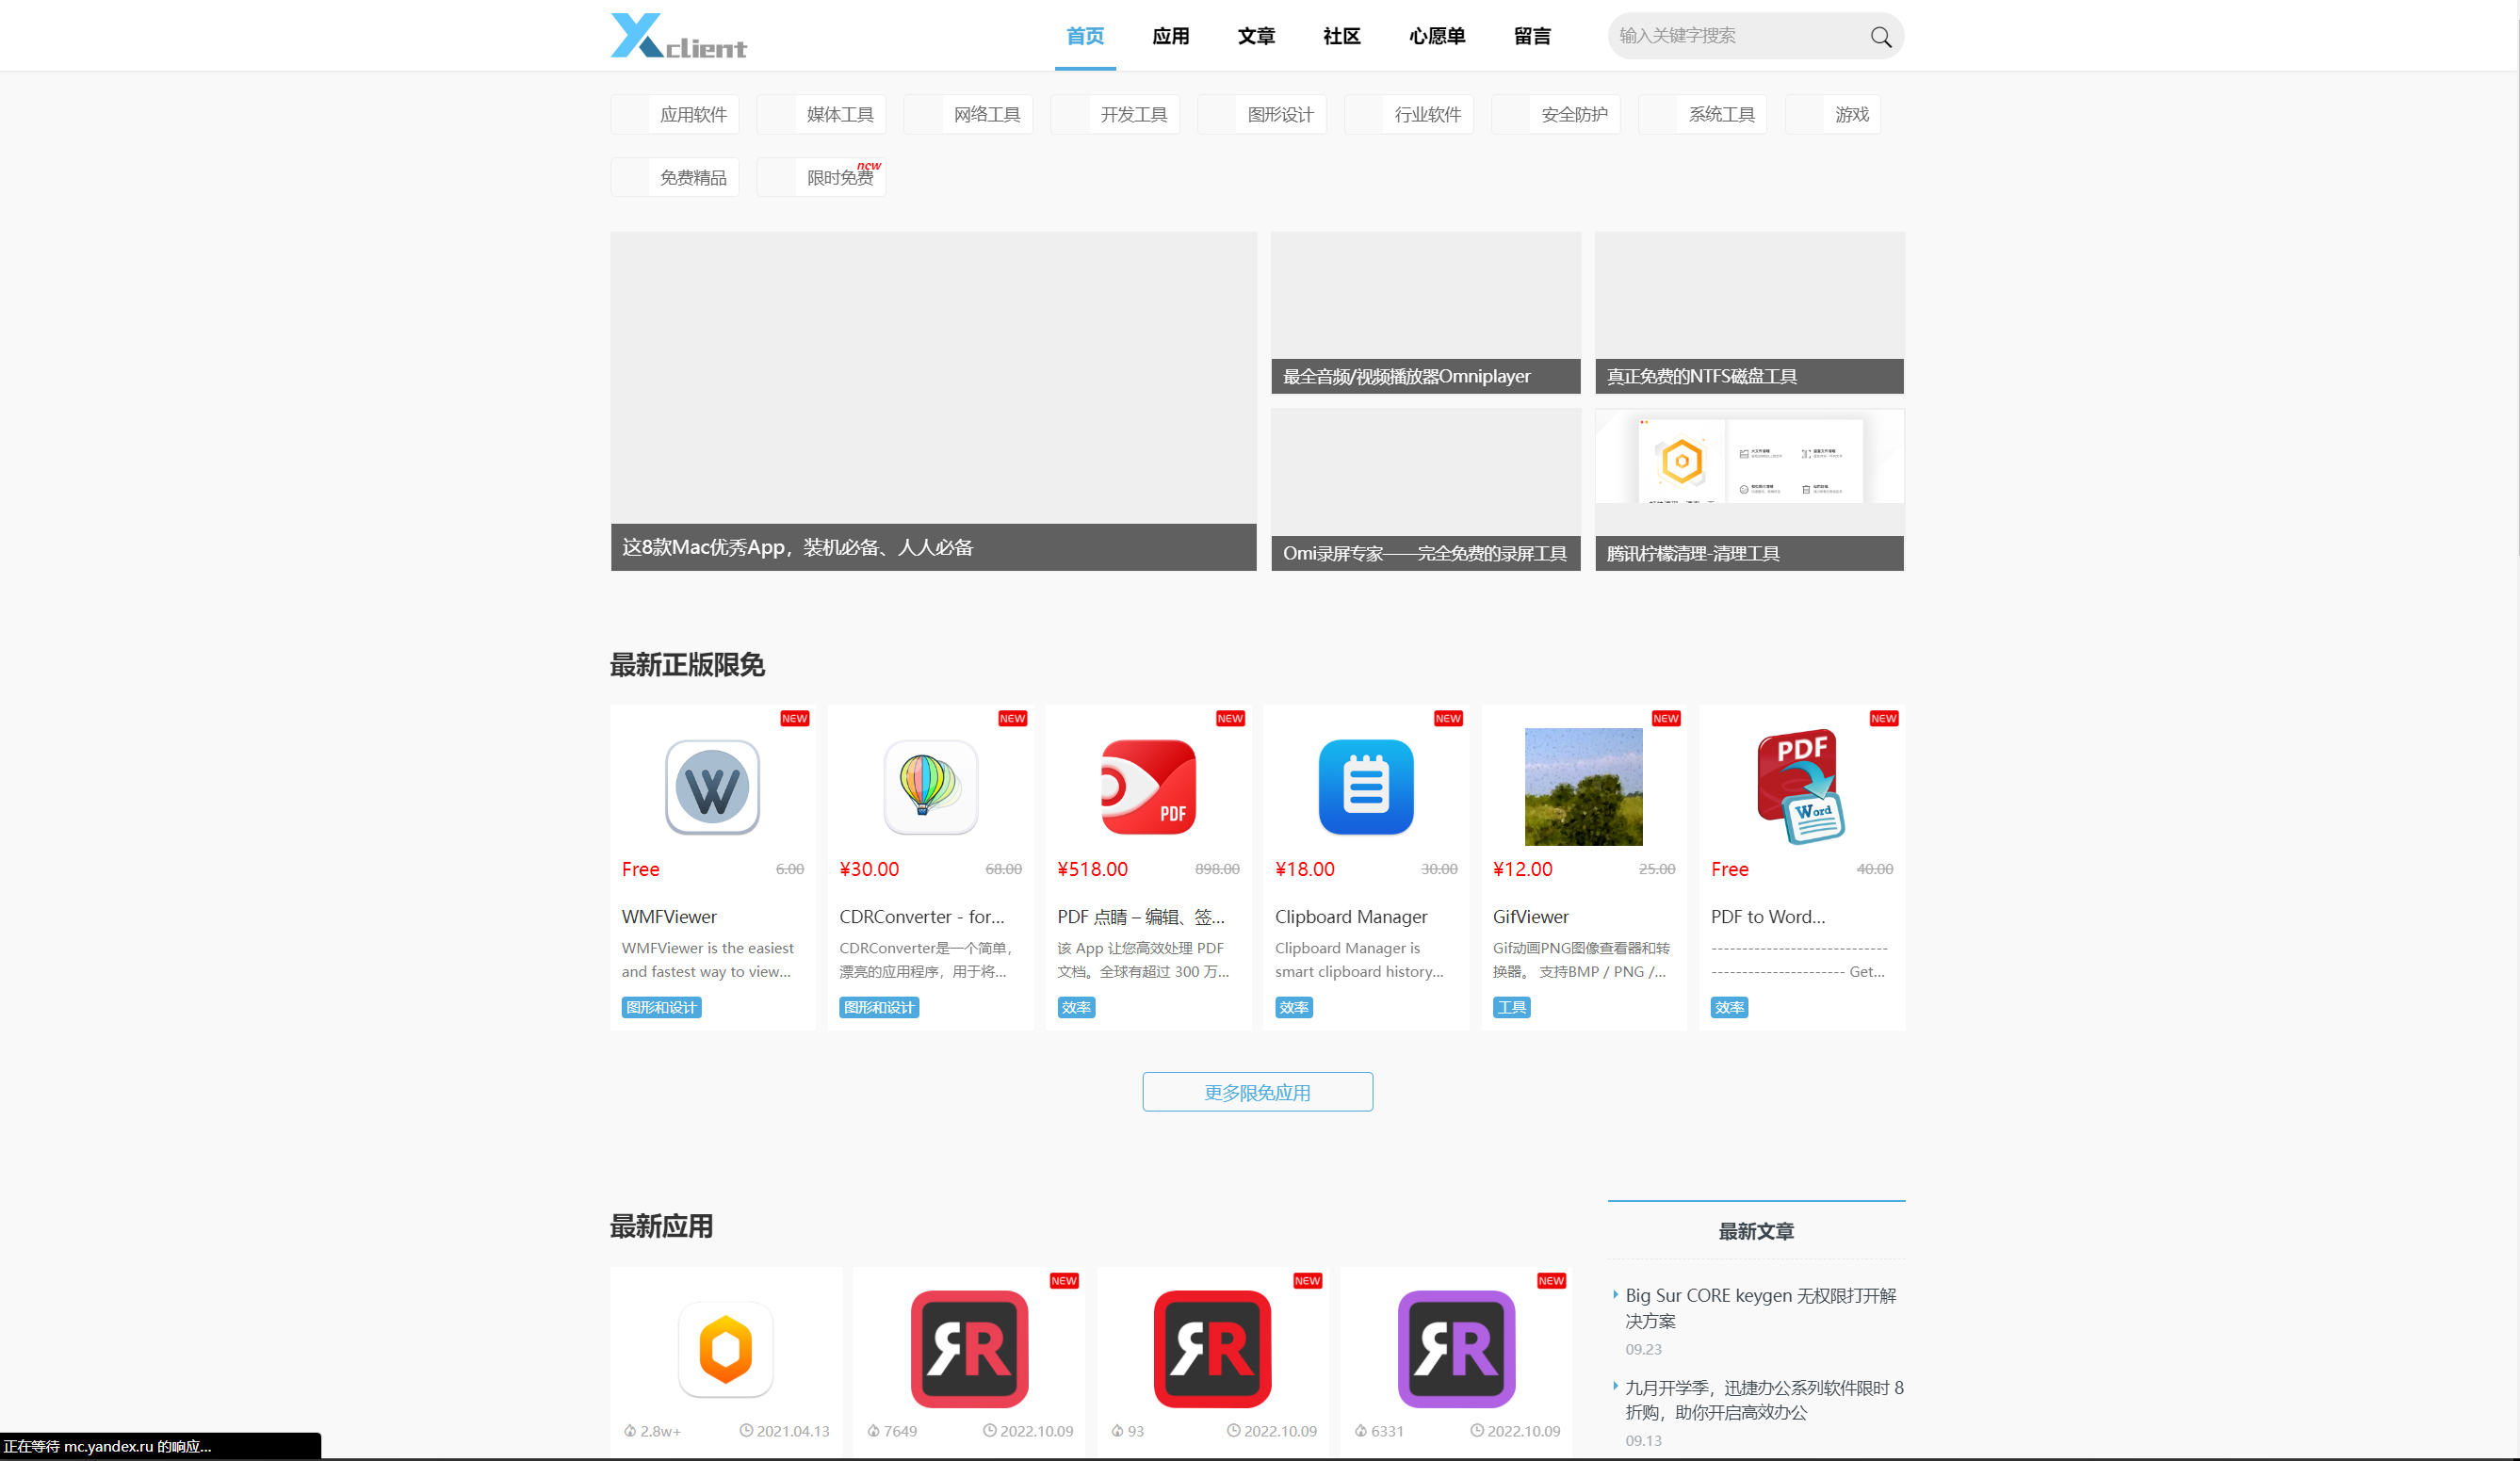 Xclient
首页 应用 文章 社区 心愿单 留言 输入关键字搜索
应用软件 媒体工具 网络工具 开发工具 图形设计 行业软件 安全防护 系统工具 游戏
免费精品 限时免费 new
最全音频/视频播放器Omniplayer
真正免费的NTFS磁盘工具
这8款Mac优秀App，装机必备、人人必备
Omi录屏专家——完全免费的录屏工具
腾讯柠檬清理-清理工具
最新正版限免
NEW
W
Free 6.00
WMFViewer
WMFViewer is the easiest
and fastest way to view...
图形和设计
NEW
¥30.00 68.00
CDRConverter - for...
CDRConverter是一个简单，
漂亮的应用程序，用于将...
图形和设计
NEW
PDF
¥518.00 898.00
PDF 点睛 – 编辑、签...
该 App 让您高效处理 PDF
文档。全球有超过 300 万...
效率
NEW
¥18.00 30.00
Clipboard Manager
Clipboard Manager is
smart clipboard history...
效率
NEW
¥12.00 25.00
GifViewer
Gif动画PNG图像查看器和转
换器。 支持BMP / PNG /...
工具
NEW
PDF
Word
Free 40.00
PDF to Word...
-----------------------------
---------------------- Get...
效率
更多限免应用
最新应用
2.8w+ 2021.04.13
NEW
RR
7649 2022.10.09
NEW
RR
93 2022.10.09
NEW
RR
6331 2022.10.09
最新文章
Big Sur CORE keygen 无权限打开解
决方案
09.23
九月开学季，迅捷办公系列软件限时 8
折购，助你开启高效办公
09.13
正在等待 mc.yandex.ru 的响应...